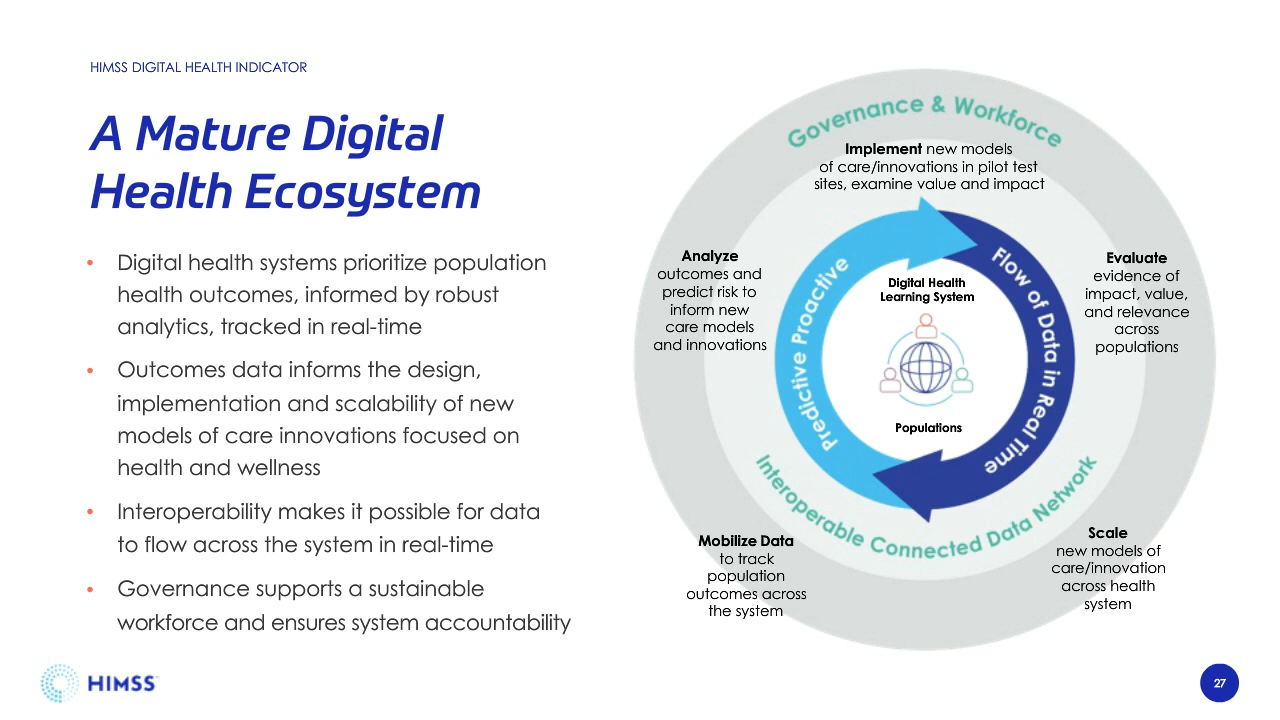 HIMSS DIGITAL HEALTH INDICATOR
A Mature Digital
Health Ecosystem
• Digital health systems prioritize population
health outcomes, informed by robust
analytics, tracked in real-time
• Outcomes data informs the design,
implementation and scalability of new
models of care innovations focused on
health and wellness
• Interoperability makes it possible for data
to flow across the system in real-time
• Governance supports a sustainable
workforce and ensures system accountability
Governance & Workforce
Implement new models
of care/innovations in pilot test
sites, examine value and impact
Analyze
outcomes and
predict risk to
inform new
care models
and innovations
Evaluate
evidence of
impact, value,
and relevance
across
populations
Predictive Proactive
Flow of Data in Real Time
Digital Health
Learning System
Populations
Interoperable Connected Data Network
Mobilize Data
to track
population
outcomes across
the system
Scale
new models of
care/innovation
across health
system
HIMSS
27